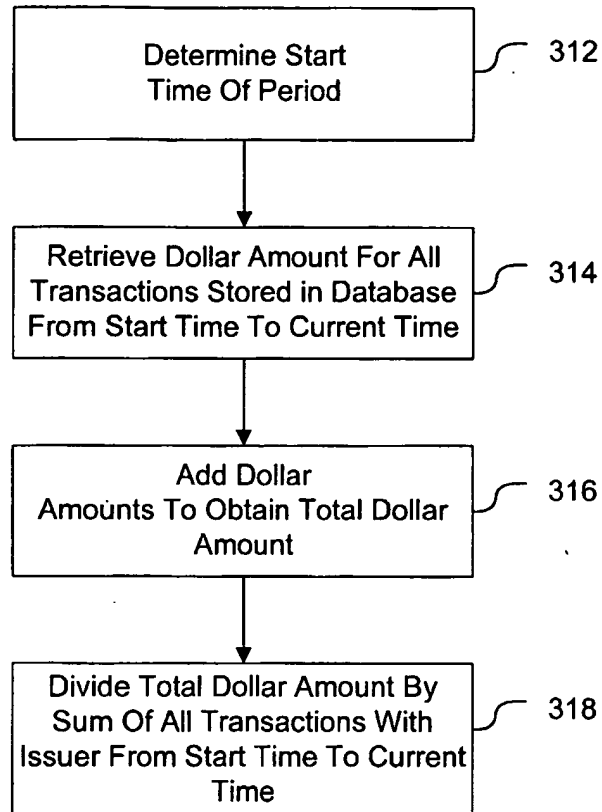 Determine Start
Time Of Period
312
Retrieve Dollar Amount For All
Transactions Stored in Database
From Start Time To Current Time
314
Add Dollar
Amounts To Obtain Total Dollar
Amount
316
Divide Total Dollar Amount By
Sum Of All Transactions With
Issuer From Start Time To Current
Time
318